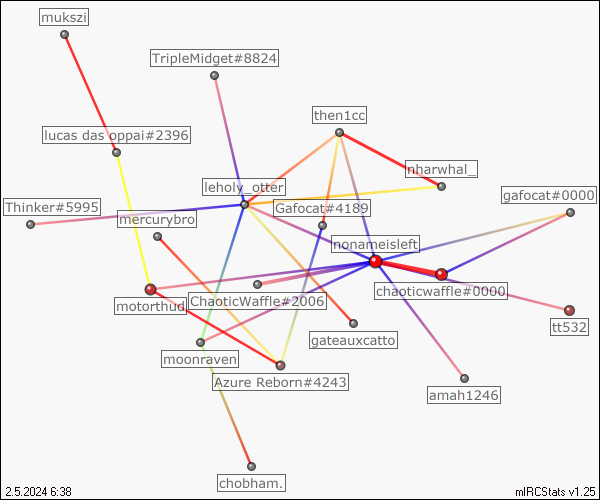 mukszi
TripleMidget#8824
then1cc
lucas das oppai#2396
nharwhal_
leholy_otter
gafocat#0000
Thinker#5995
Gafocat#4189
mercurybro
nonameisleft
chaoticwaffle#0000
ChaoticWaffle#2006
motorthud
tt532
gateauxcatto
moonraven
Azure Reborn#4243
amah1246
chobham.
2.5.2024 6:38
mIRCStats v1.25